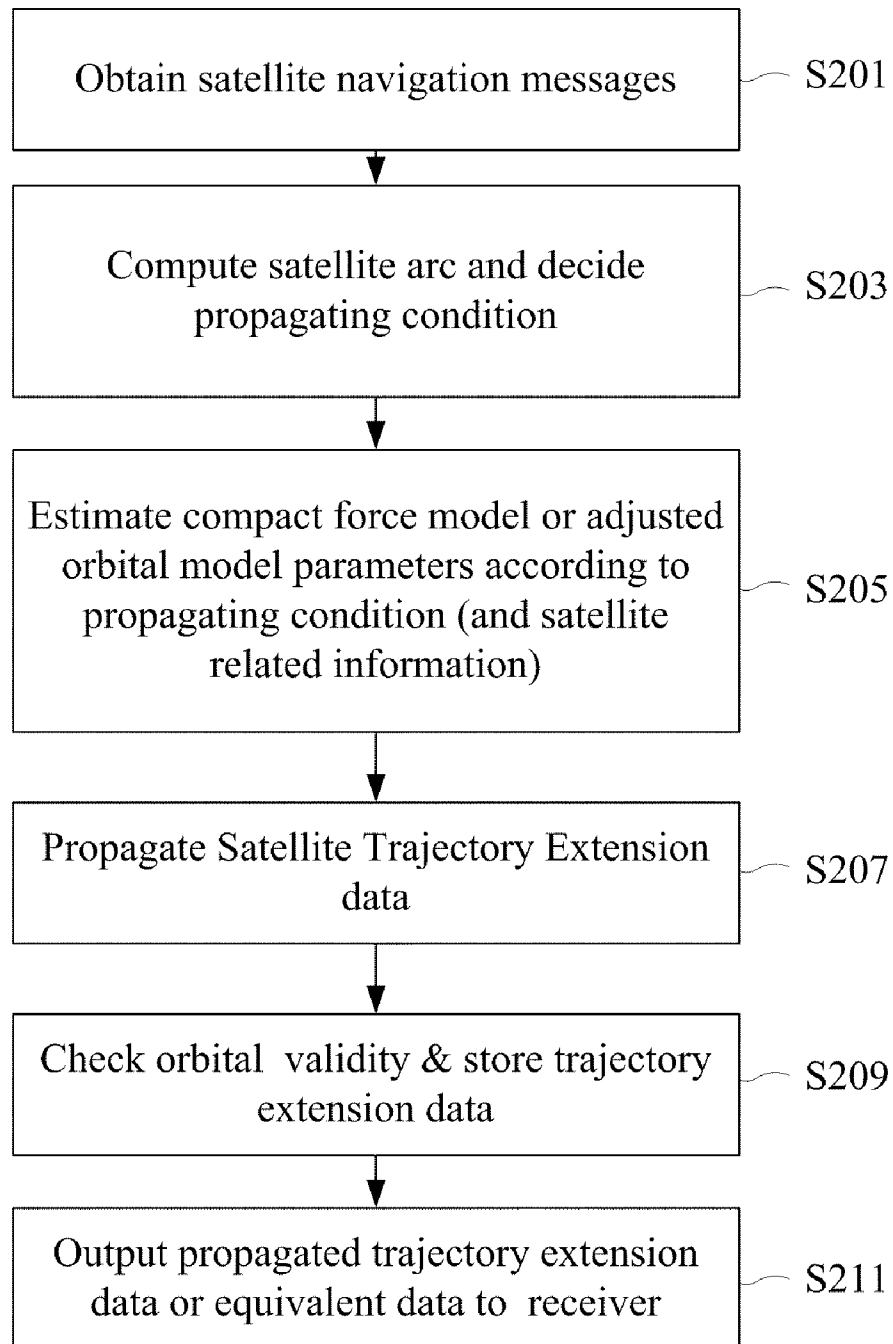 Obtain satellite navigation messages
S201
Compute satellite arc and decide
propagating condition
S203
Estimate compact force model or adjusted
orbital model parameters according to
propagating condition (and satellite
related information)
S205
Propagate Satellite Trajectory Extension
data
S207
Check orbital validity & store trajectory
extension data
S209
Output propagated trajectory extension
data or equivalent data to receiver
S211